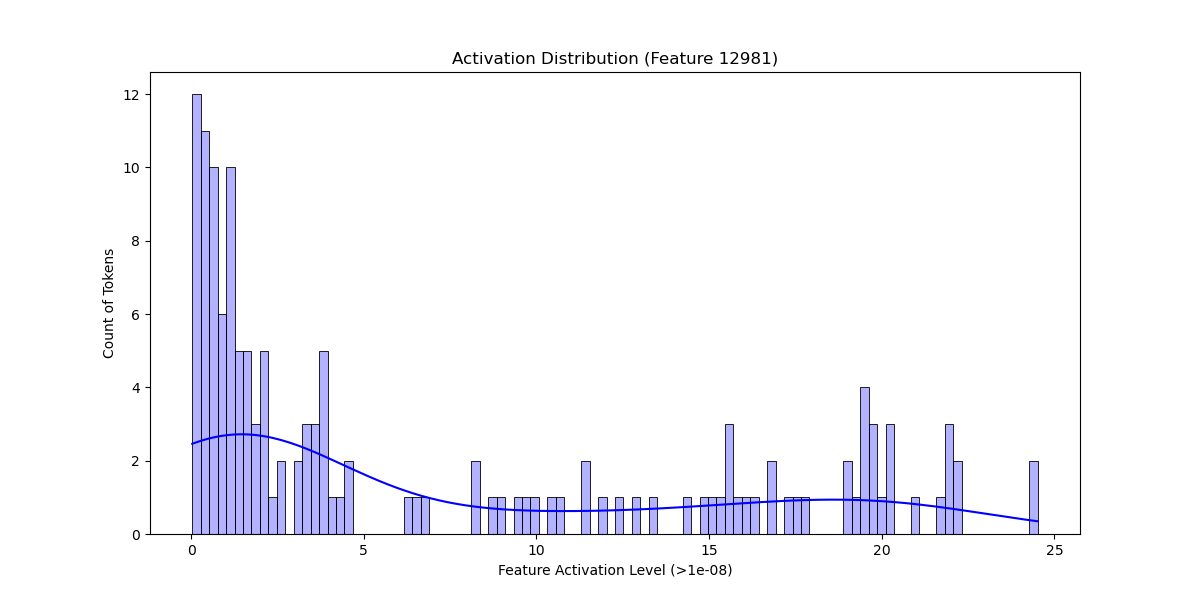 Activation Distribution (Feature 12981)
12
10
8
6
4
2
0
Count of Tokens
0 5 10 15 20 25
Feature Activation Level (>1e-08)